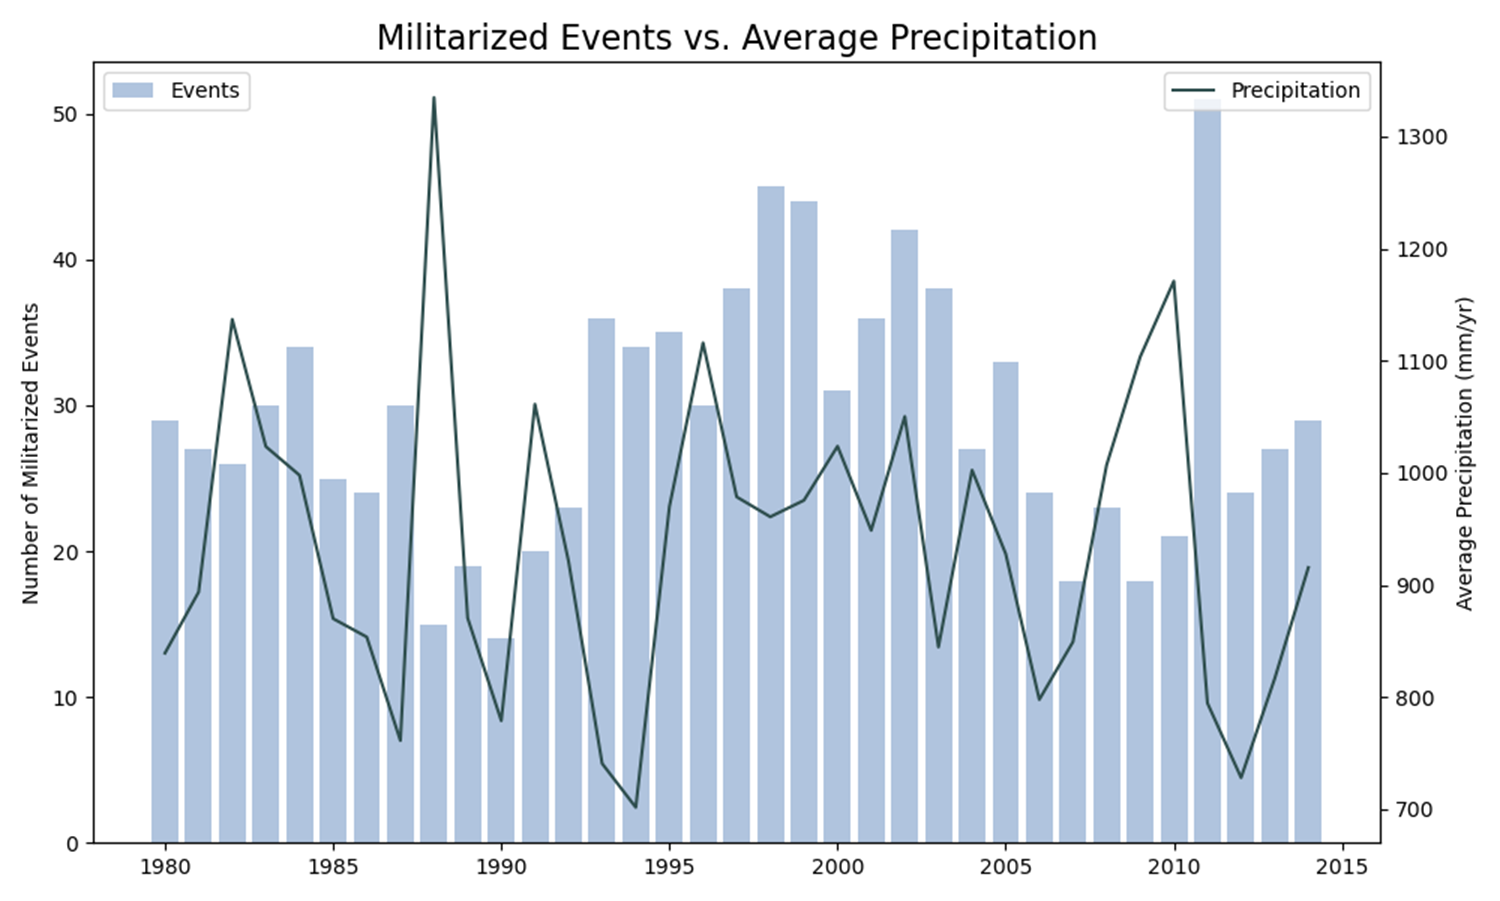 Militarized Events vs. Average Precipitation
Events
Precipitation
50
40
30
20
10
0
Number of Militarized Events
1300
1200
1100
1000
900
800
700
Average Precipitation (mm/yr)
1980 1985 1990 1995 2000 2005 2010 2015